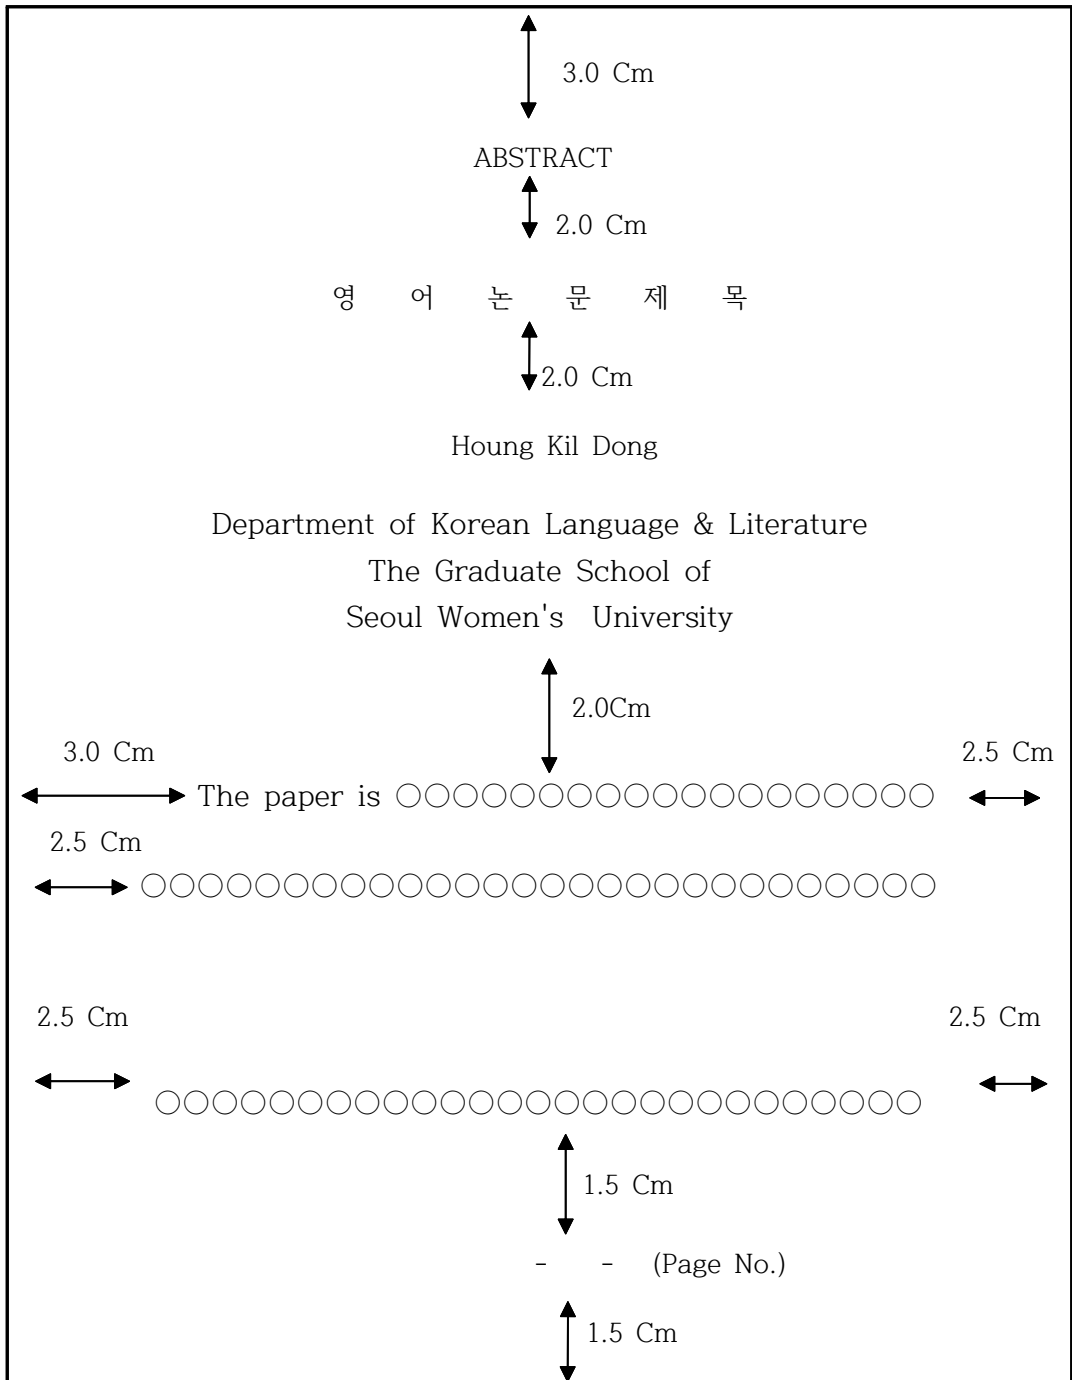 3.0 Cm
ABSTRACT
2.0 Cm
영 어 논 문 제 목
2.0 Cm
Houng Kil Dong
Department of Korean Language & Literature
The Graduate School of
Seoul Women's University
2.0Cm
3.0 Cm 2.5 Cm
The paper is ○○○○○○○○○○○○○○○○○○○
2.5 Cm
○○○○○○○○○○○○○○○○○○○○○○○○○○○○
2.5 Cm 2.5 Cm
○○○○○○○○○○○○○○○○○○○○○○○○○○○
1.5 Cm
- - (Page No.)
1.5 Cm